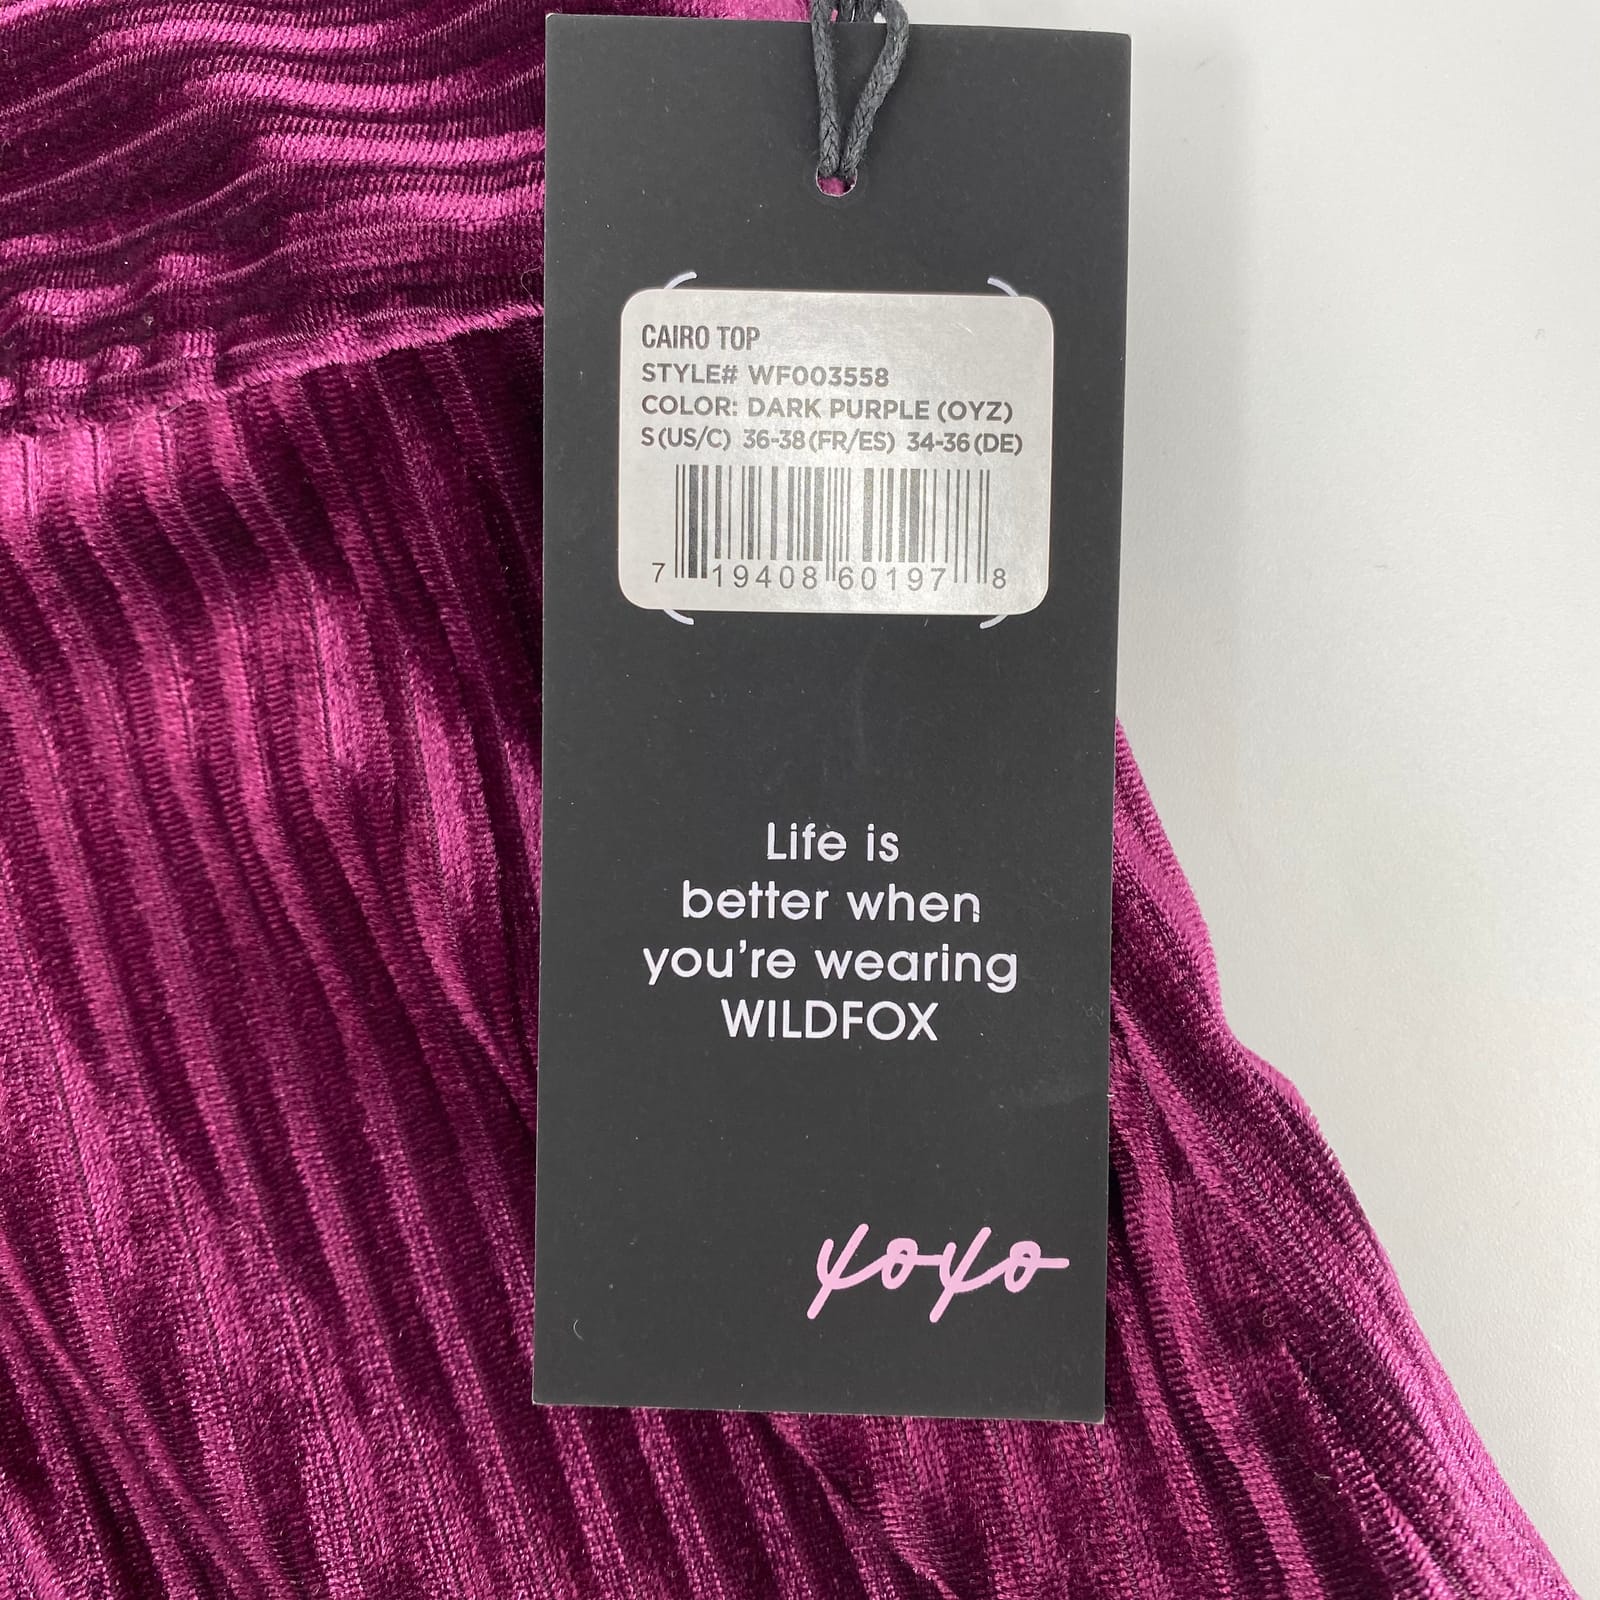 CAIRO TOP
STYLE# WF003558
COLOR: DARK PURPLE (OYZ)
S(US/C) 36-38(FR/ES) 34-36(DE)
7 19408 60197 8
Life is
better when
you're wearing
WILDFOX
xoxo